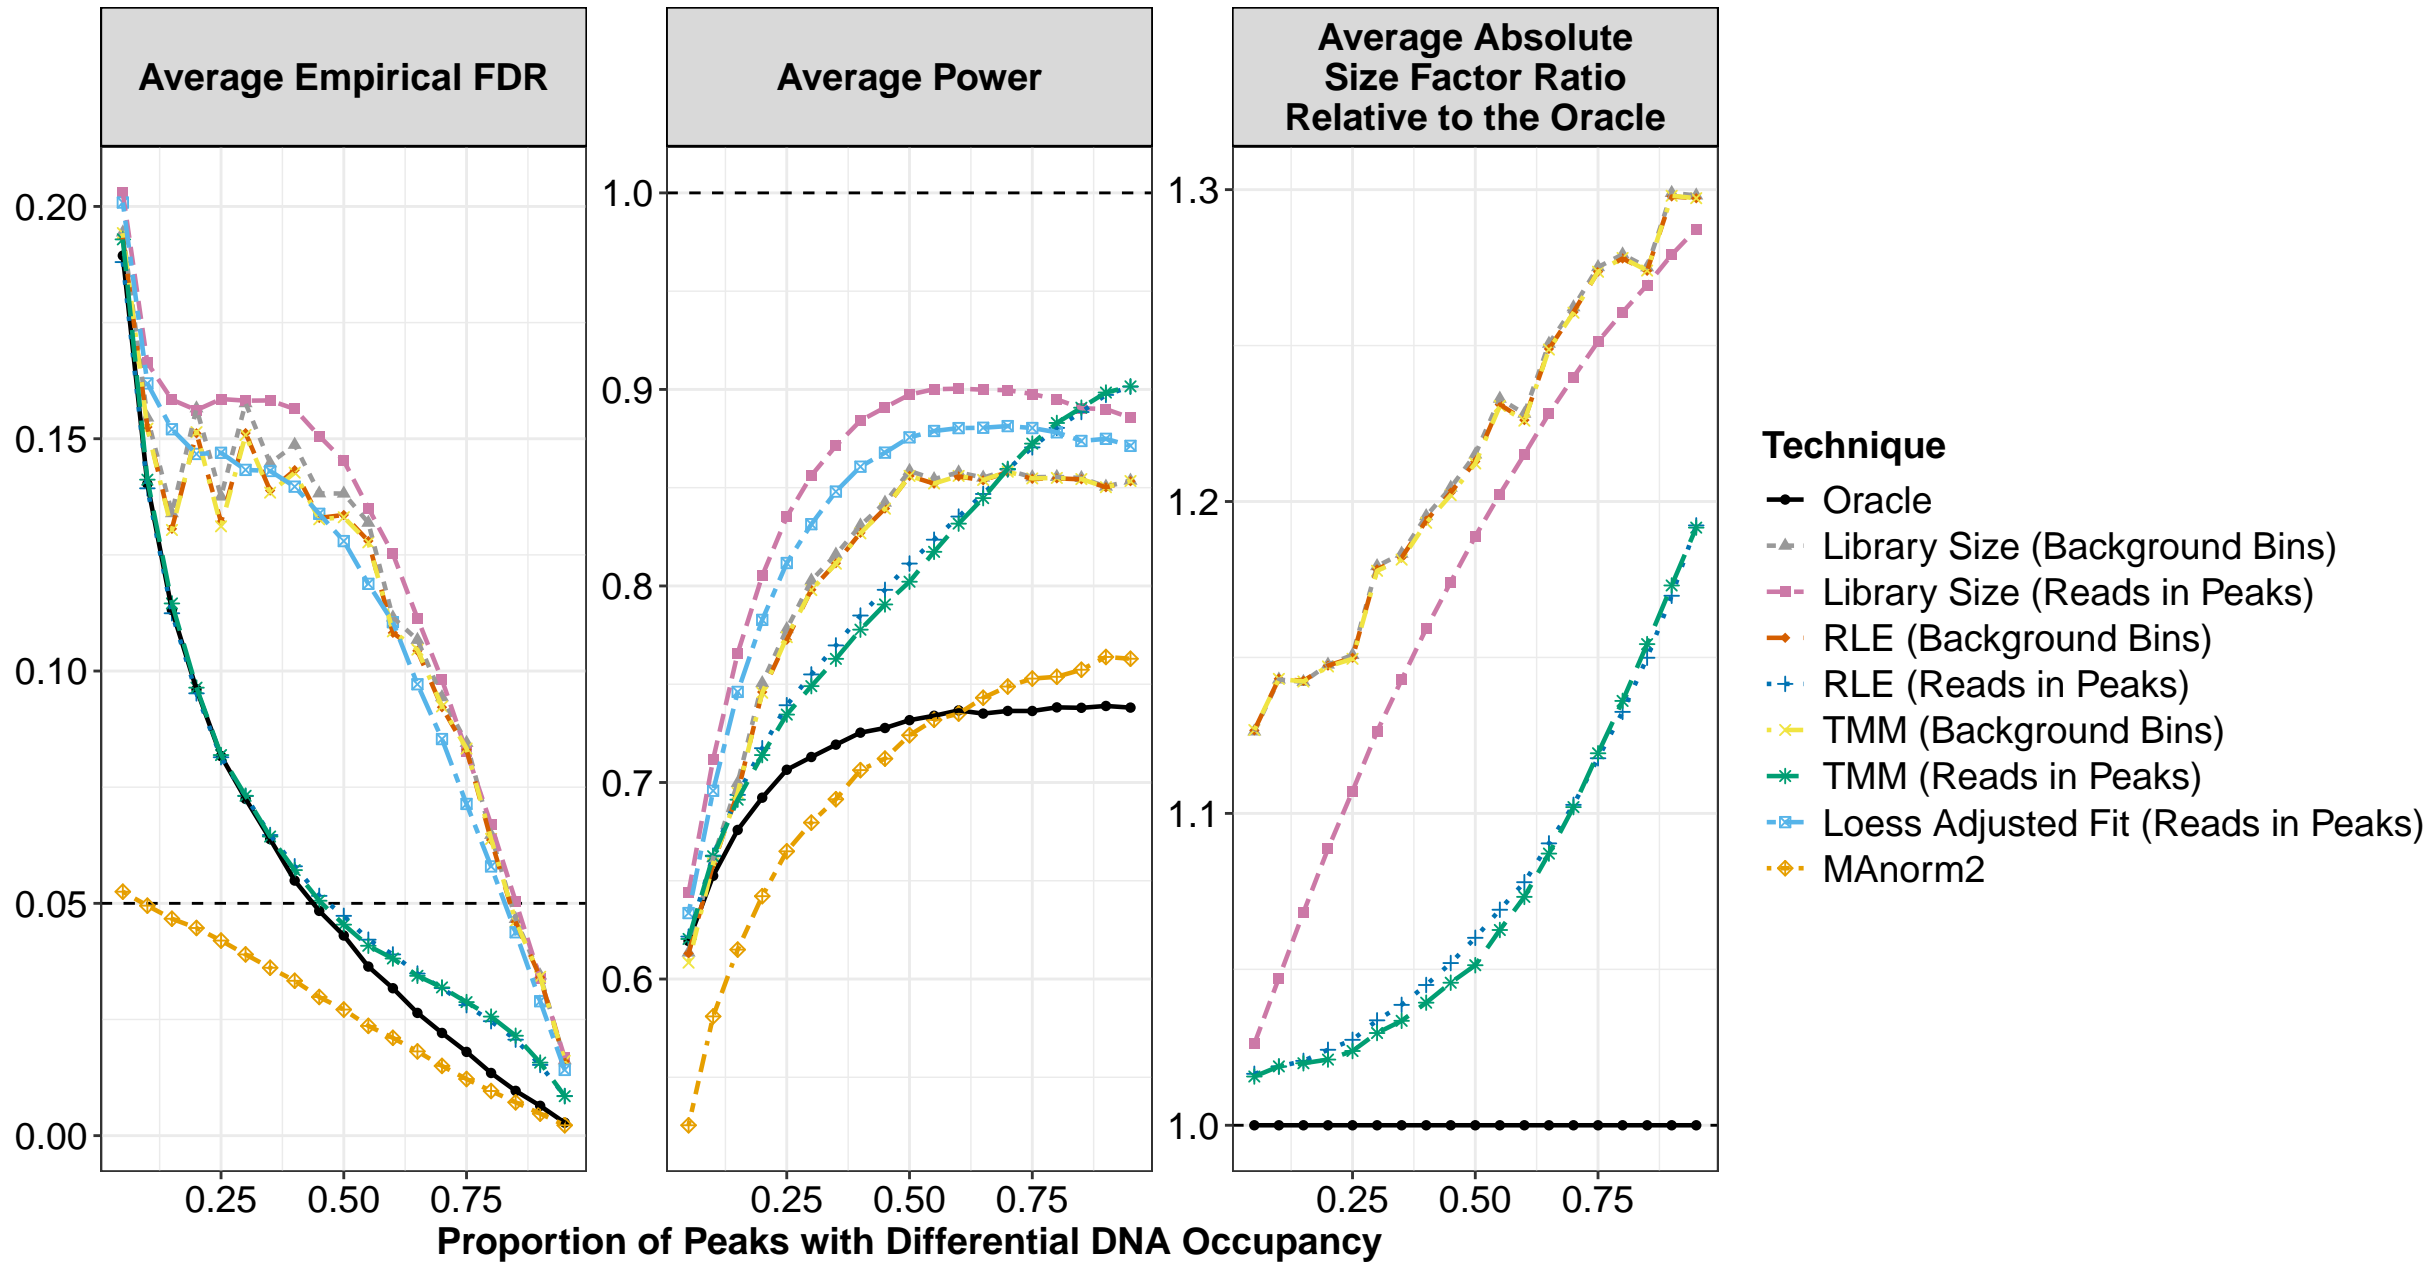 Average Empirical FDR
Average Power
Average Absolute
Size Factor Ratio
Relative to the Oracle
0.20
0.15
0.10
0.05
0.00
1.0
0.9
0.8
0.7
0.6
1.3
1.2
1.1
1.0
0.25 0.50 0.75
0.25 0.50 0.75
0.25 0.50 0.75
Proportion of Peaks with Differential DNA Occupancy
Technique
Oracle
Library Size (Background Bins)
Library Size (Reads in Peaks)
RLE (Background Bins)
RLE (Reads in Peaks)
TMM (Background Bins)
TMM (Reads in Peaks)
Loess Adjusted Fit (Reads in Peaks)
MAnorm2